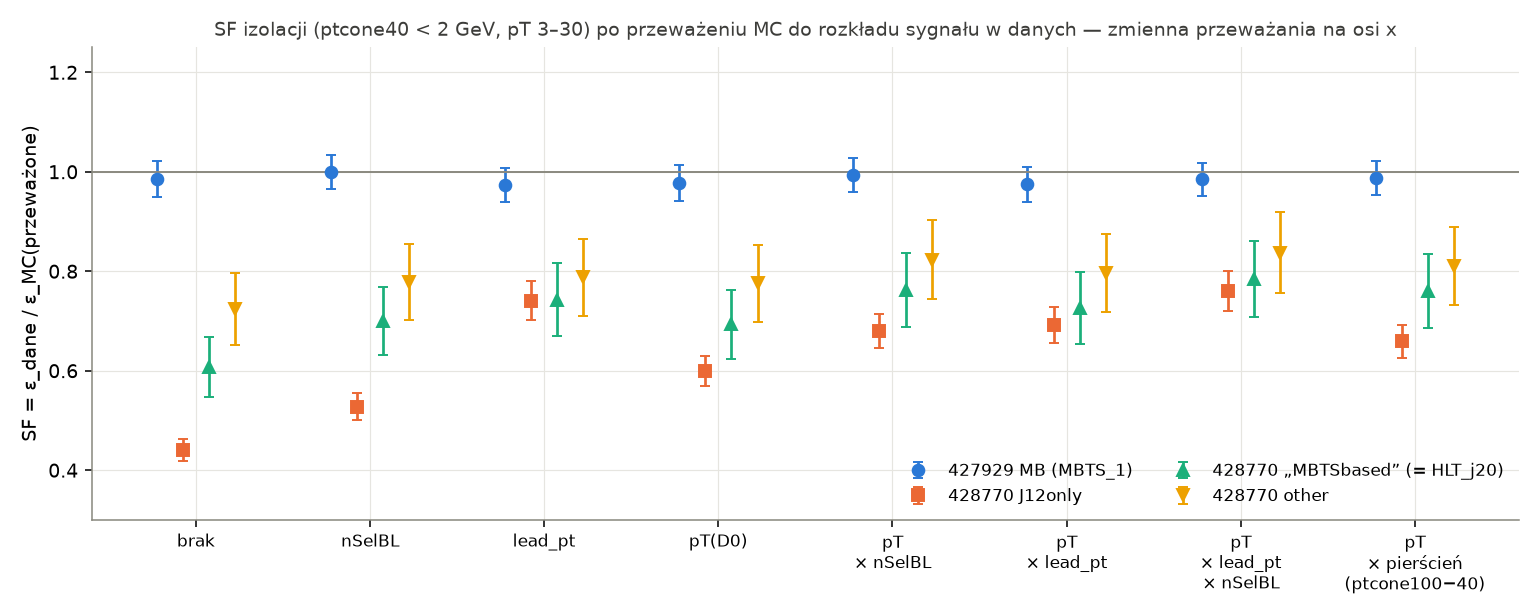 SF izolacji (ptcone40 < 2 GeV, pT 3–30) po przeważeniu MC do rozkładu sygnału w danych — zmienna przeważania na osi x
SF = ε_dane / ε_MC(przeważone)
1.2
1.0
0.8
0.6
0.4
427929 MB (MBTS_1)
428770 J12only
428770 „MBTSbased” (= HLT_j20)
428770 other
brak
nSelBL
lead_pt
pT(D0)
pT
× nSelBL
pT
× lead_pt
pT
× lead_pt
× nSelBL
pT
× pierścień
(ptcone100−40)